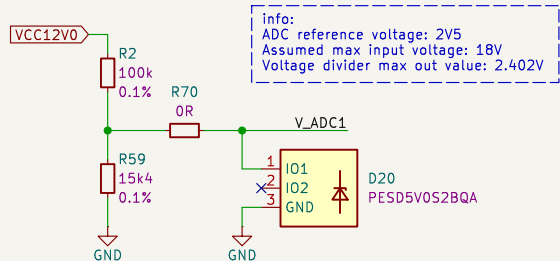 info:
ADC reference voltage: 2V5
Assumed max input voltage: 18V
Voltage divider max out value: 2.402V
VCC12V0
R2
100k
0.1%
R70
0R
V_ADC1
R59
15k4
0.1%
1 IO1
2 IO2
3 GND
D20
PESD5V0S2BQA
GND
GND